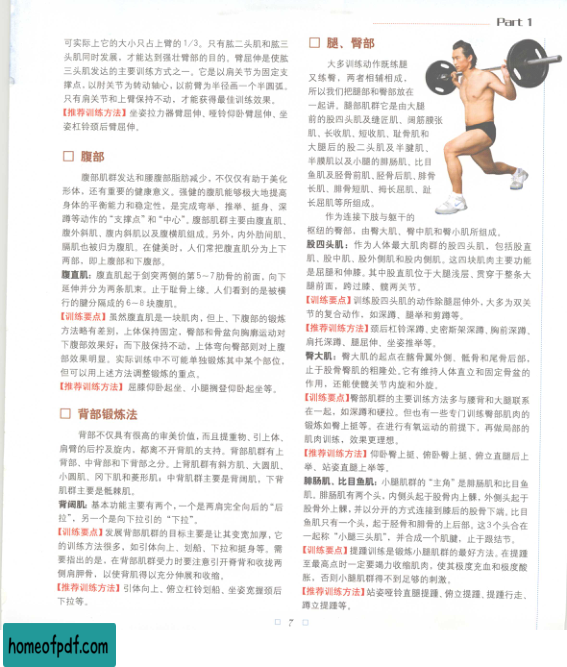 Part 1
可实际上它的大小只占上臂的1/3。只有肱二头肌和肱三
头肌同时发展，才能达到强壮臂部的目的。臂屈伸是使肱
三头肌发达的主要训练方式之一。它是以肩关节为固定支
撑点，以肘关节为转动轴心，以前臂为半径画一个半圆弧。
只有肩关节和上臂保持不动，才能获得最佳训练效果。
【推荐训练方法】坐姿拉力器臂屈伸、哑铃仰卧臂屈伸、坐
姿杠铃颈后臂屈伸。
□ 腹部
腹部肌群发达和腰腹部脂肪减少，不仅仅有助于美化
形体，还有重要的健康意义。强健的腹肌能够极大地提高
身体的平衡能力和稳定性，是完成弯举、推举、挺身、深
蹲等动作的“支撑点”和“中心”。腹部肌群主要由腹直肌、
腹外斜肌、腹内斜肌以及腹横肌组成。另外，内外肋间肌、
膈肌也被归为腹肌。在健美时，人们常把腹直肌分为上下
两部，即上腹部和下腹部。
腹直肌：腹直肌起于剑突两侧的第5－7肋骨的前面，向下
延伸并分为两条肌束，止于耻骨上缘。人们看到的是被横
行的腱分隔成的6－8块腹肌。
【训练要点】虽然腹直肌是一块肌肉，但上、下腹部的锻炼
方法略有差别，上体保持固定，臀部和骨盆向胸廓运动对
下腹部效果好；而下肢保持不动，上体弯向臀部则对上腹
部效果明显。实际训练中不可能单独锻炼其中某个部位，
但可以用上述方法调整锻炼的重点。
【推荐训练方法】屈膝仰卧起坐、小腿搁登仰卧起坐等。
□ 背部锻炼法
背部不仅具有很高的审美价值，而且提重物、引上体、
肩臂的后拧及旋内，都离不开背肌的支持。背部肌群有上
背部、中背部和下背部之分。上背肌群有斜方肌、大圆肌、
小圆肌、冈下肌和菱形肌；中背肌群主要是背阔肌，下背
肌群主要是骶棘肌。
背阔肌：基本功能主要有两个，一个是两肩完全向后的“后
拉”，另一个是向下拉引的“下拉”。
【训练要点】发展背部肌群的目标主要是让其变宽加厚，它
的训练方法很多，如引体向上、划船、下拉和挺身等。需
要指出的是，在背部肌群受力时要注意引开脊背和收拢两
侧肩胛骨，以使背肌得以充分伸展和收缩。
【推荐训练方法】引体向上、俯立杠铃划船、坐姿宽握颈后
下拉等。
□ 腿、臀部
大多训练动作既练腿
又练臀，两者相辅相成，
所以我们把腿部和臀部放在
一起讲。腿部肌群它是由大腿
前的股四头肌及缝匠肌、阔筋膜张
肌、长收肌、短收肌、耻骨肌和
大腿后的股二头肌及半腱肌、
半膜肌以及小腿的腓肠肌、比目
鱼肌及胫骨前肌、胫骨后肌、腓骨
长肌、腓骨短肌、拇长屈肌、趾
长屈肌等所组成。
作为连接下肢与躯干的
枢纽的臀部，由臀大肌、臀中肌和臀小肌所组成。
股四头肌：作为人体最大肌肉群的股四头肌，包括股直
肌、股中肌、股外侧肌和股内侧肌，这四块肌肉主要功能
是屈腿和伸膝，其中股直肌位于大腿浅层、贯穿于整条大
腿前面，跨过膝、髋两关节。
【训练要点】训练股四头肌的动作除腿屈伸外，大多为双关
节的复合动作，如深蹲、腿举和剪蹲等。
【推荐训练方法】颈后杠铃深蹲、史密斯架深蹲、胸前深蹲、
肩托深蹲、腿屈伸、坐姿推举等。
臀大肌：臀大肌的起点在髂骨翼外侧、骶骨和尾骨后部，
止于股骨臀肌的粗隆处。它有维持人体直立和固定骨盆的
作用，还能使髋关节内旋和外旋。
【训练要点】臀部肌群的主要训练方法多与腰背和大腿联系
在一起，如深蹲和硬拉。但也有一些专门训练臀部肌肉的
锻炼如臀上挺等。在进行有氧运动的前提下，再做局部的
肌肉训练，效果更理想。
【推荐训练方法】仰卧臀上挺、俯卧臀上挺、俯立直腿后上
举、站姿直腿上举等。
腓肠肌、比目鱼肌：小腿肌群的“主角”是腓肠肌和比目鱼
肌。腓肠肌有两个头，内侧头起于股骨内上髁，外侧头起于
股骨外上髁，并以分开的方式连接到膝后的股骨下端。比目
鱼肌只有一个头，起于胫骨和腓骨的上后部。这3个头合在
一起称“小腿三头肌”，并合成一个肌腱，止于跟结节。
【训练要点】提踵训练是锻炼小腿肌群的最好方法。在提踵
至最高点时一定要竭力收缩肌肉，使其极度充血和极度酸
胀，否则小腿肌群得不到足够的刺激。
【推荐训练方法】站姿哑铃直腿提踵、俯立提踵、提踵行走、
蹲立提踵等。
□ 7 □
homeofpdf.com